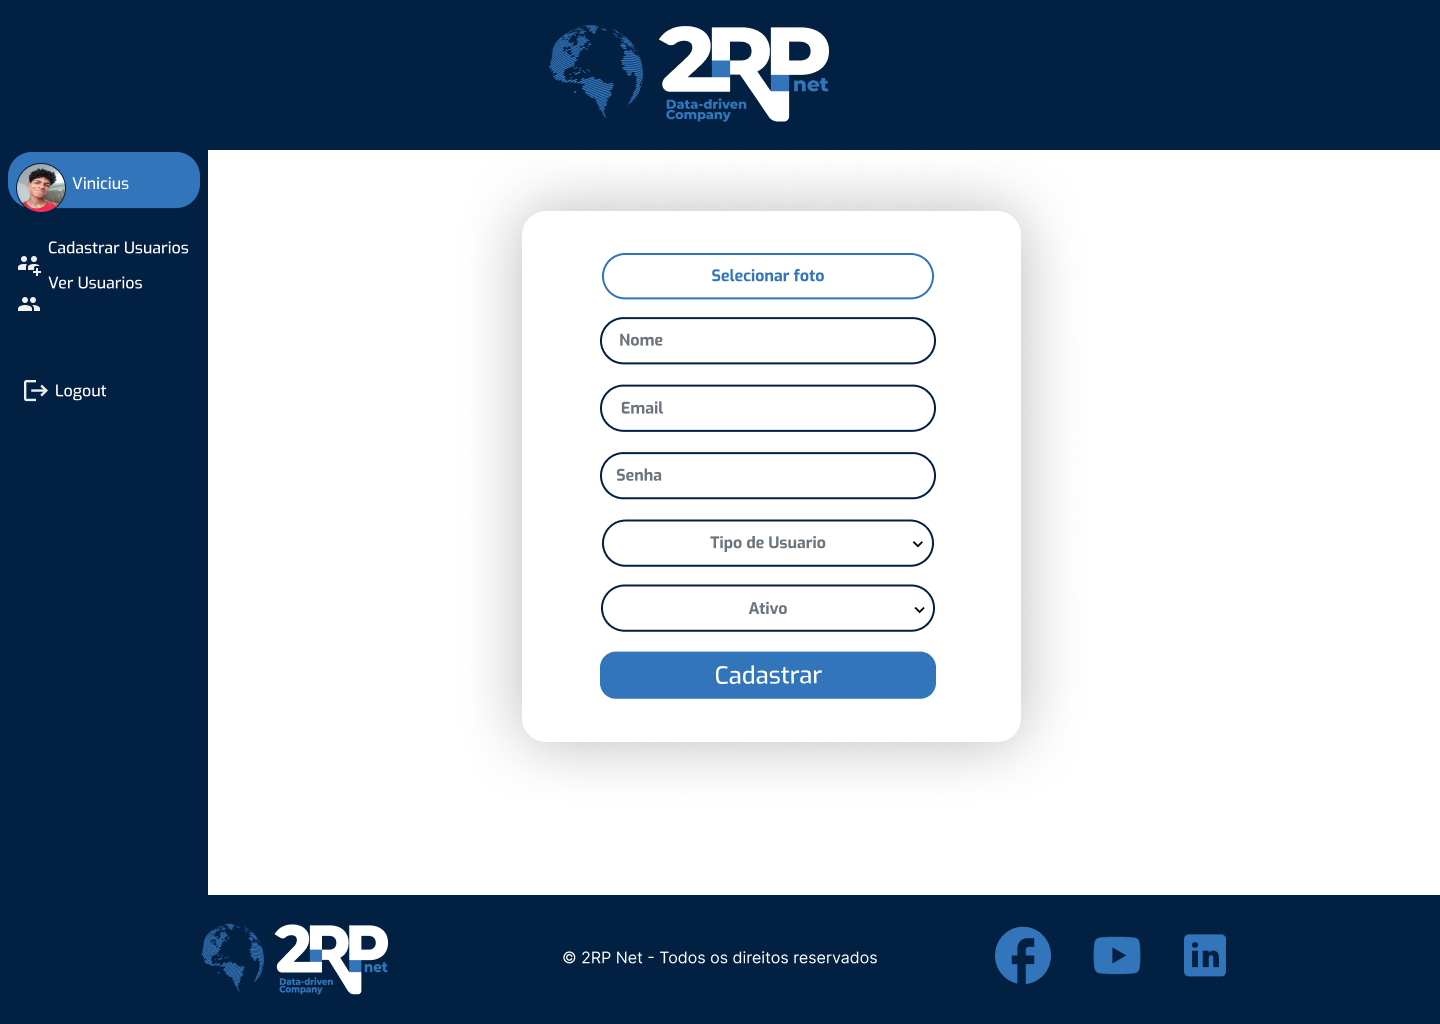 2RP
net
Data-driven
Company
Vinicius
Cadastrar Usuarios
Ver Usuarios
Logout
Selecionar foto
Nome
Email
Senha
Tipo de Usuario
Ativo
Cadastrar
2RP
net
Data-driven
Company
© 2RP Net - Todos os direitos reservados
in